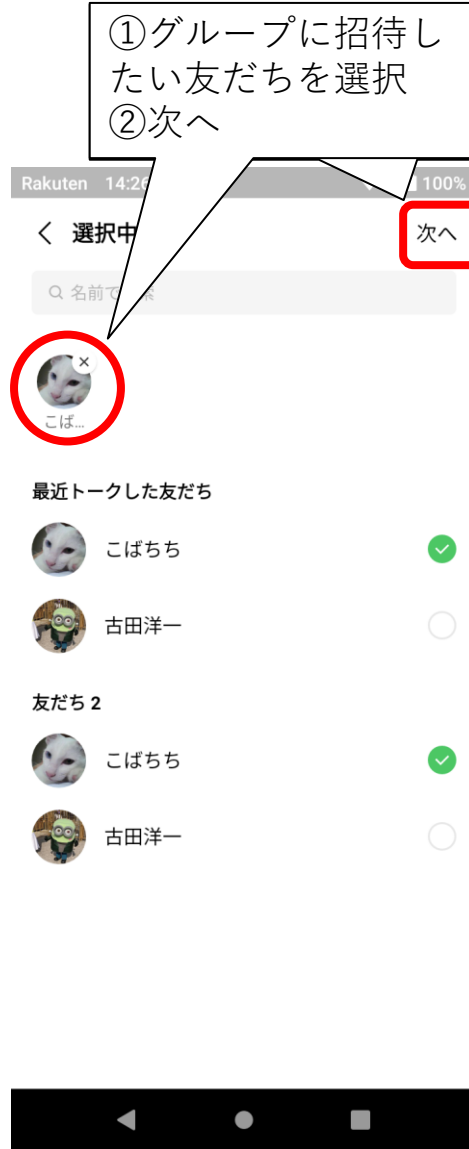 ①グループに招待し
たい友だちを選択
②次へ
Rakuten 14:26 100%
選択中 次へ
名前で
こば...
最近トークした友だち
こばちち
古田洋一
友だち 2
こばちち
古田洋一